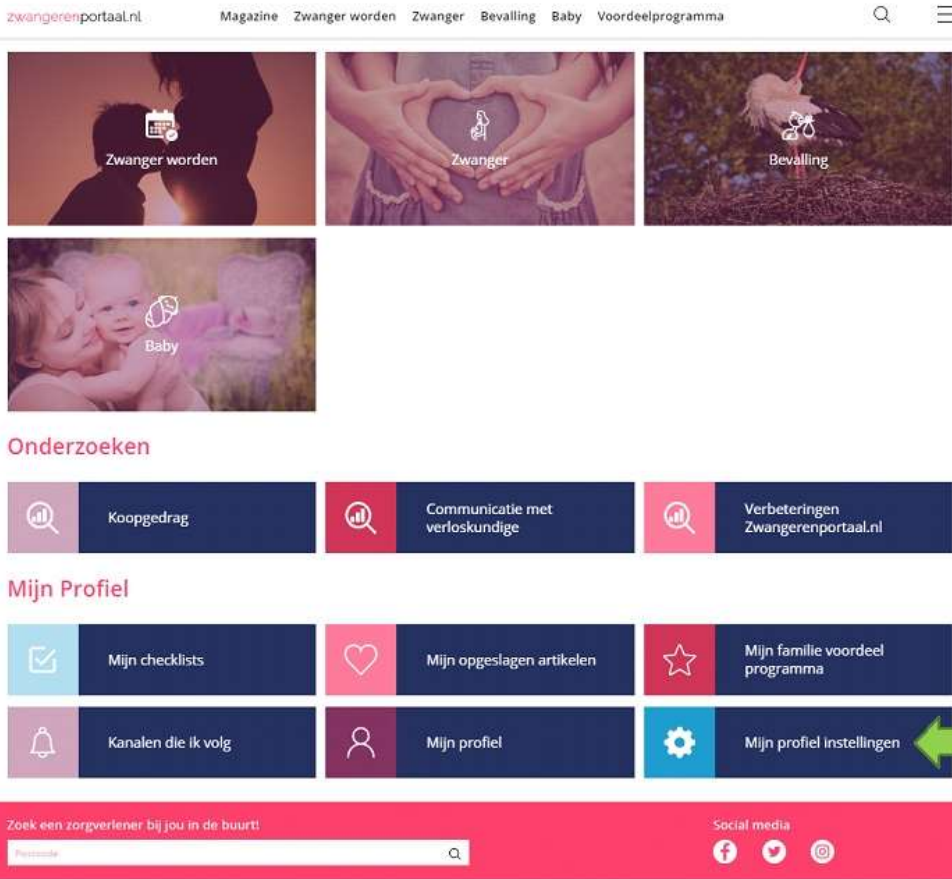 zwangerenportaal.nl
Magazine Zwanger worden Zwanger Bevalling Baby Voordeelprogramma
Zwanger worden
Zwanger
Bevalling
Baby
Onderzoeken
Koopgedrag
Communicatie met
verloskundige
Verbeteringen
Zwangerenportaal.nl
Mijn Profiel
Mijn checklists
Mijn opgeslagen artikelen
Mijn familie voordeel
programma
Kanalen die ik volg
Mijn profiel
Mijn profiel instellingen
Zoek een zorgverlener bij jou in de buurt!
Postcode
Social media